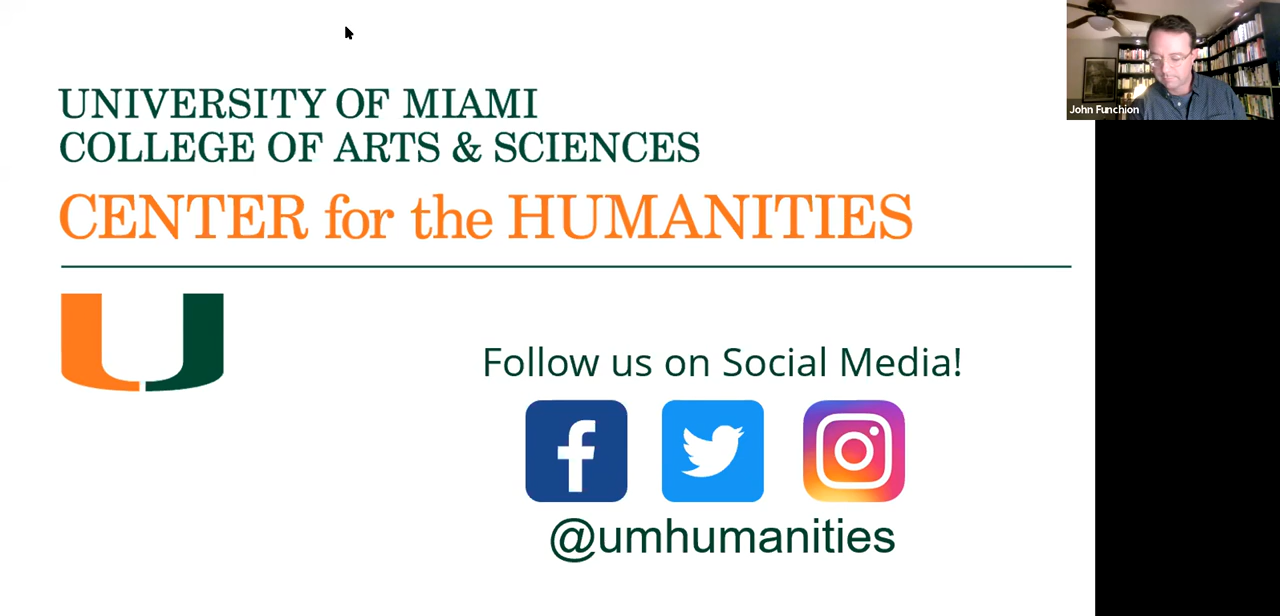 UNIVERSITY OF MIAMI
COLLEGE OF ARTS & SCIENCES
CENTER for the HUMANITIES
Follow us on Social Media!
@umhumanities
John Funchion